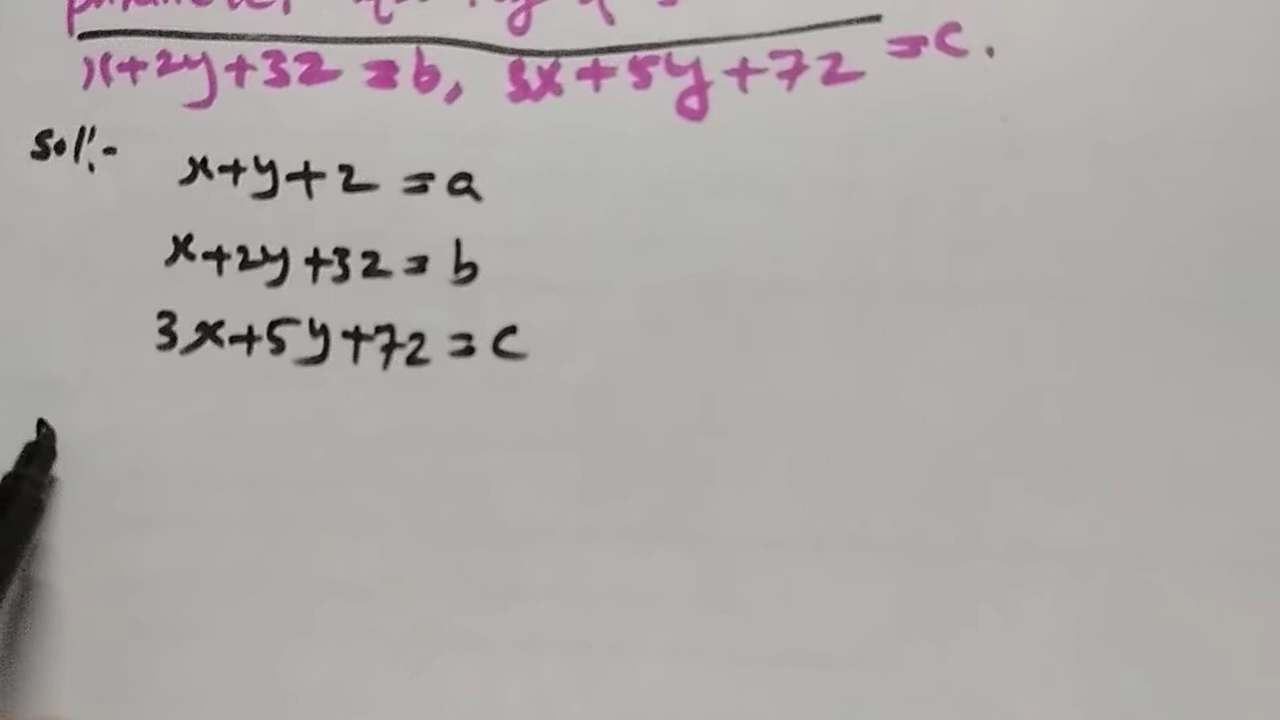 x+2y+3z=b, 3x+5y+7z=c.
Sol!:-
x+y+z=a
x+2y+3z=b
3x+5y+7z=c